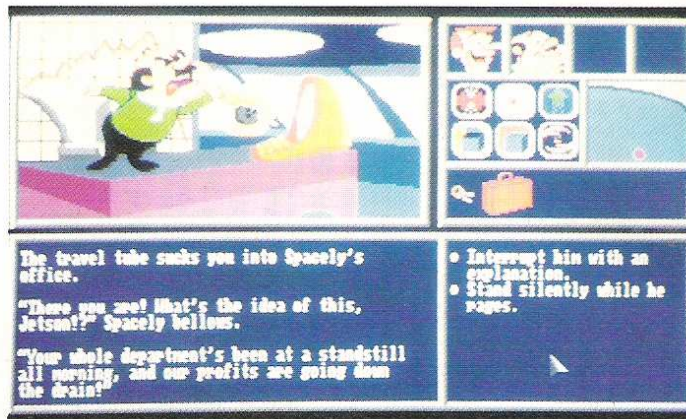 The travel tube sucks you into Spacely's
office.
"There you are! What's the idea of this,
Jetson!?" Spacely bellows.
"Your whole department's been at a standstill
all morning, and our profits are going down
the drain!"
• Interrupt him with an
explanation.
• Stand silently while he
rages.